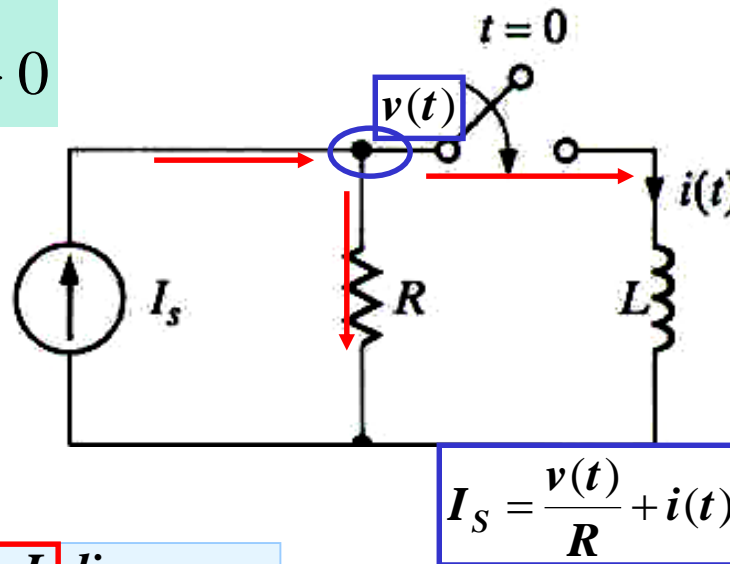 t = 0
> 0
v(t)
i(t)
I_s
R
L
I_S = v(t)/R + i(t)